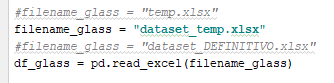 #filename_glass = "temp.xlsx"
filename_glass = "dataset_temp.xlsx"
#filename_glass = "dataset_DEFINITIVO.xlsx"
df_glass = pd.read_excel(filename_glass)